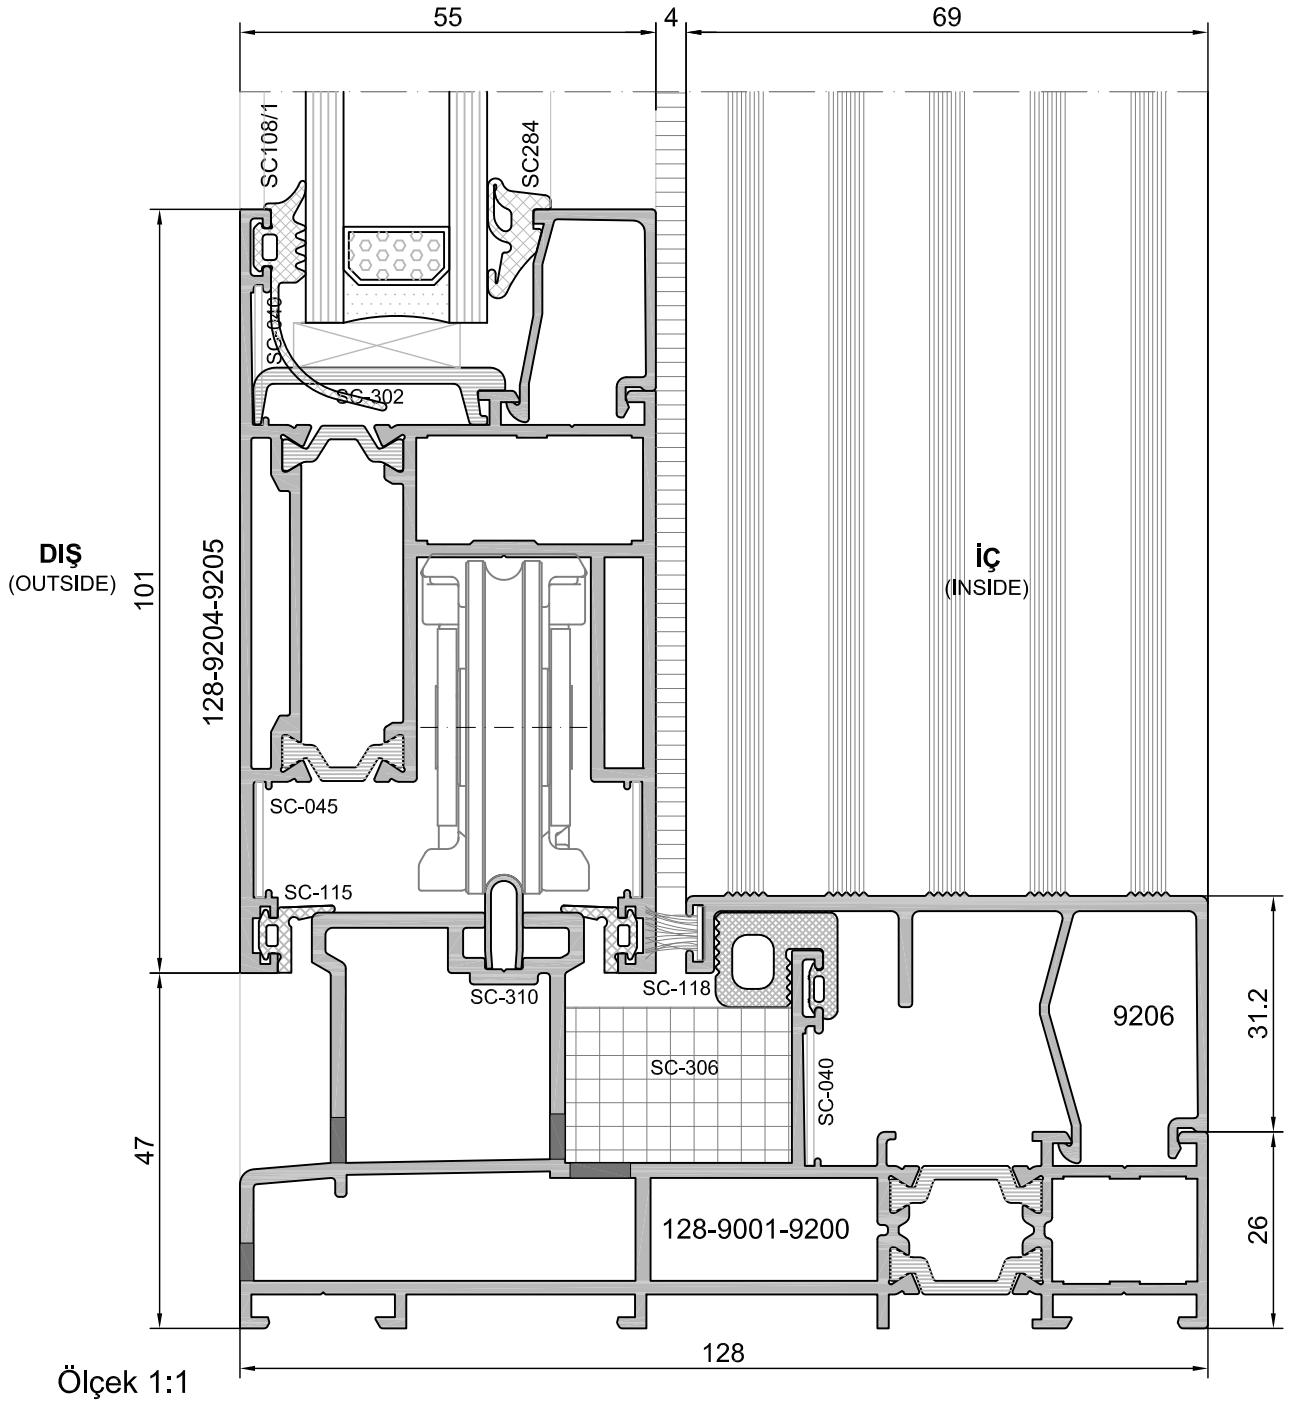 55
4
69
SC108/1
SC284
SC-040
SC-302
DIŞ
(OUTSIDE)
101
128-9204-9205
İÇ
(INSIDE)
SC-045
SC-115
SC-310
SC-118
9206
31.2
SC-306
SC-040
47
128-9001-9200
26
128
Ölçek 1:1